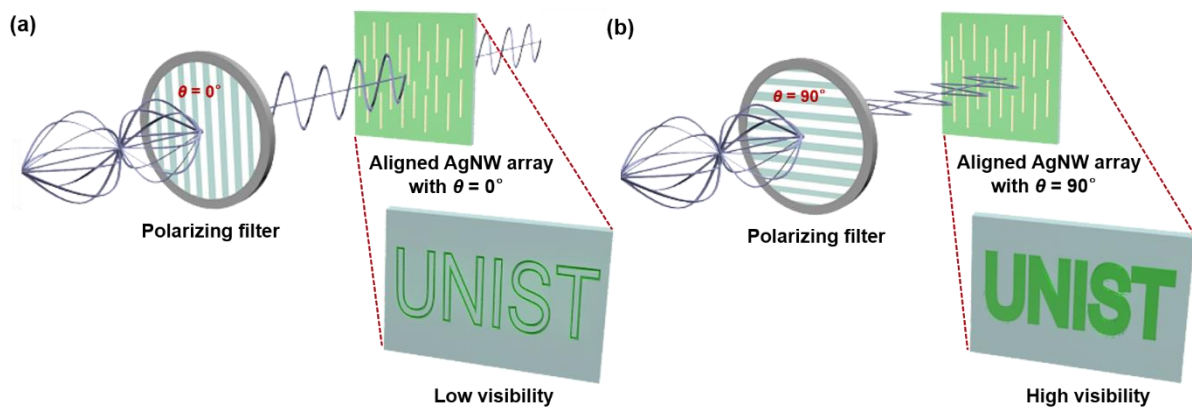 (a)
θ = 0°
Polarizing filter
Aligned AgNW array
with θ = 0°
UNIST
Low visibility
(b)
θ = 90°
Polarizing filter
Aligned AgNW array
with θ = 90°
UNIST
High visibility